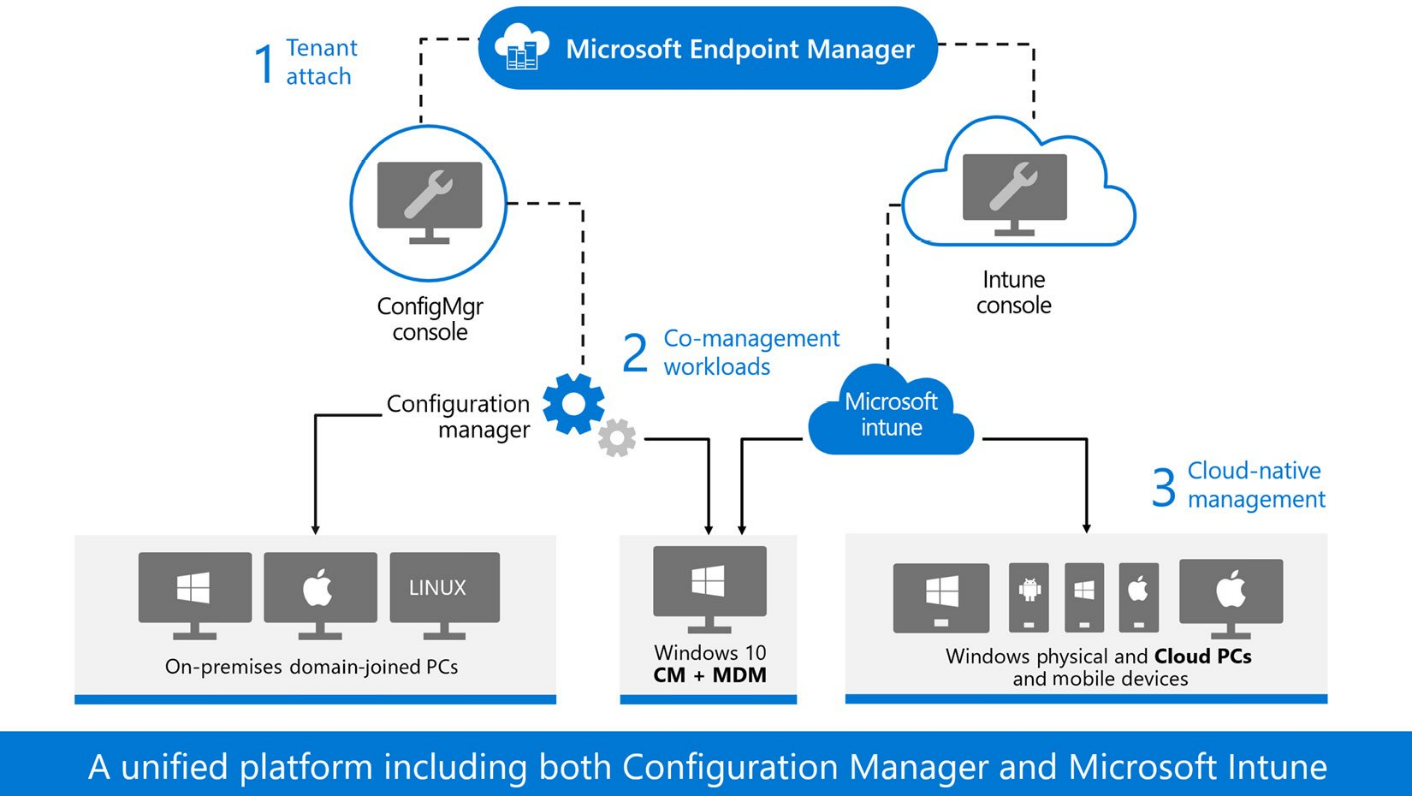 Microsoft Endpoint Manager
1
Tenant
attach
ConfigMgr
console
Intune
console
2
Co-management
workloads
Configuration
manager
Microsoft
intune
3
Cloud-native
management
LINUX
On-premises domain-joined PCs
Windows 10
CM + MDM
Windows physical and Cloud PCs
and mobile devices
A unified platform including both Configuration Manager and Microsoft Intune